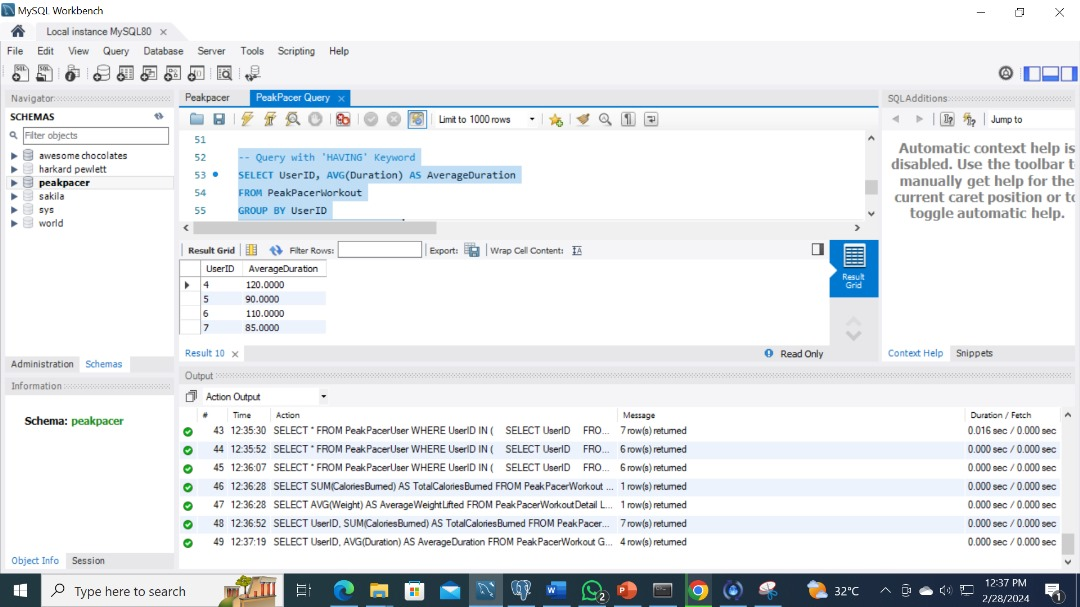 MySQL Workbench
Local instance MySQL80 ×
File Edit View Query Database Server Tools Scripting Help
Navigator
SCHEMAS
Filter objects
awesome chocolates
harkard pewlett
peakpacer
sakila
sys
world
Administration Schemas
Information
Schema: peakpacer
Object Info Session
Peakpacer PeakPacer Query ×
Limit to 1000 rows
51
52 -- Query with 'HAVING' Keyword
53 SELECT UserID, AVG(Duration) AS AverageDuration
54 FROM PeakPacerWorkout
55 GROUP BY UserID
Result Grid Filter Rows: Export: Wrap Cell Content:
UserID AverageDuration
4 120.0000
5 90.0000
6 110.0000
7 85.0000
Result Grid
Result 10 × Read Only
SQLAdditions
Jump to
Automatic context help is
disabled. Use the toolbar t
manually get help for the
current caret position or to
toggle automatic help.
Context Help Snippets
Output
Action Output
# Time Action Message Duration / Fetch
43 12:35:30 SELECT * FROM PeakPacerUser WHERE UserID IN ( SELECT UserID FRO... 7 row(s) returned 0.016 sec / 0.000 sec
44 12:35:52 SELECT * FROM PeakPacerUser WHERE UserID IN ( SELECT UserID FRO... 6 row(s) returned 0.000 sec / 0.000 sec
45 12:36:07 SELECT * FROM PeakPacerUser WHERE UserID IN ( SELECT UserID FRO... 6 row(s) returned 0.000 sec / 0.000 sec
46 12:36:28 SELECT SUM(CaloriesBurned) AS TotalCaloriesBurned FROM PeakPacerWorkout ... 1 row(s) returned 0.000 sec / 0.000 sec
47 12:36:28 SELECT AVG(Weight) AS AverageWeightLifted FROM PeakPacerWorkoutDetail L... 1 row(s) returned 0.000 sec / 0.000 sec
48 12:36:52 SELECT UserID, SUM(CaloriesBurned) AS TotalCaloriesBurned FROM PeakPacer... 7 row(s) returned 0.000 sec / 0.000 sec
49 12:37:19 SELECT UserID, AVG(Duration) AS AverageDuration FROM PeakPacerWorkout G... 4 row(s) returned 0.000 sec / 0.000 sec
Type here to search
2
32°C
12:37 PM
2/28/2024
1